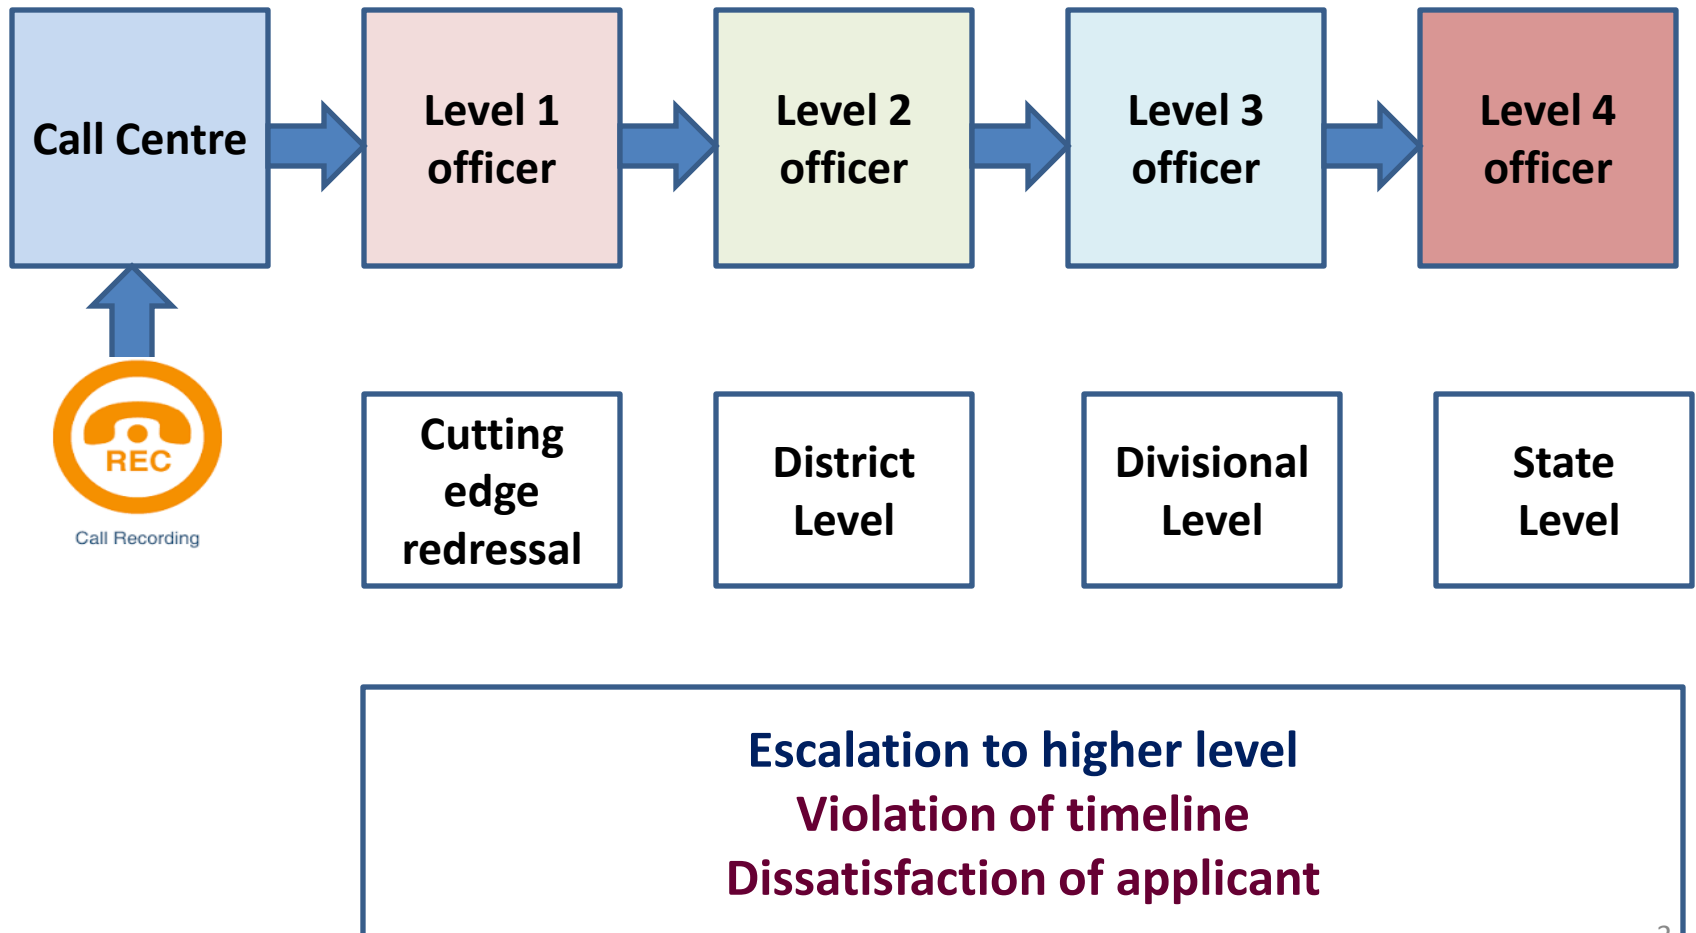 Call Centre
Level 1
officer
Level 2
officer
Level 3
officer
Level 4
officer
REC
Call Recording
Cutting
edge
redressal
District
Level
Divisional
Level
State
Level
Escalation to higher level
Violation of timeline
Dissatisfaction of applicant